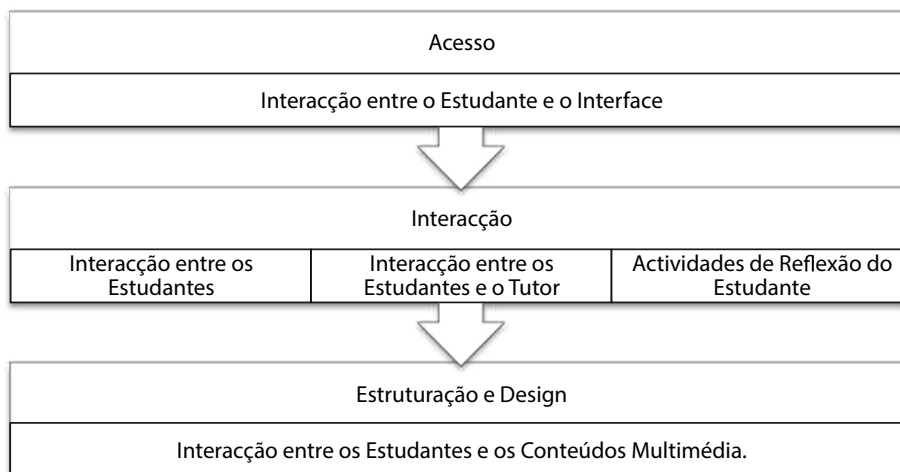 Acesso
Interacção entre o Estudante e o Interface
Interacção
Interacção entre os
Estudantes
Interacção entre os
Estudantes e o Tutor
Actividades de Reflexão do
Estudante
Estruturação e Design
Interacção entre os Estudantes e os Conteúdos Multimédia.